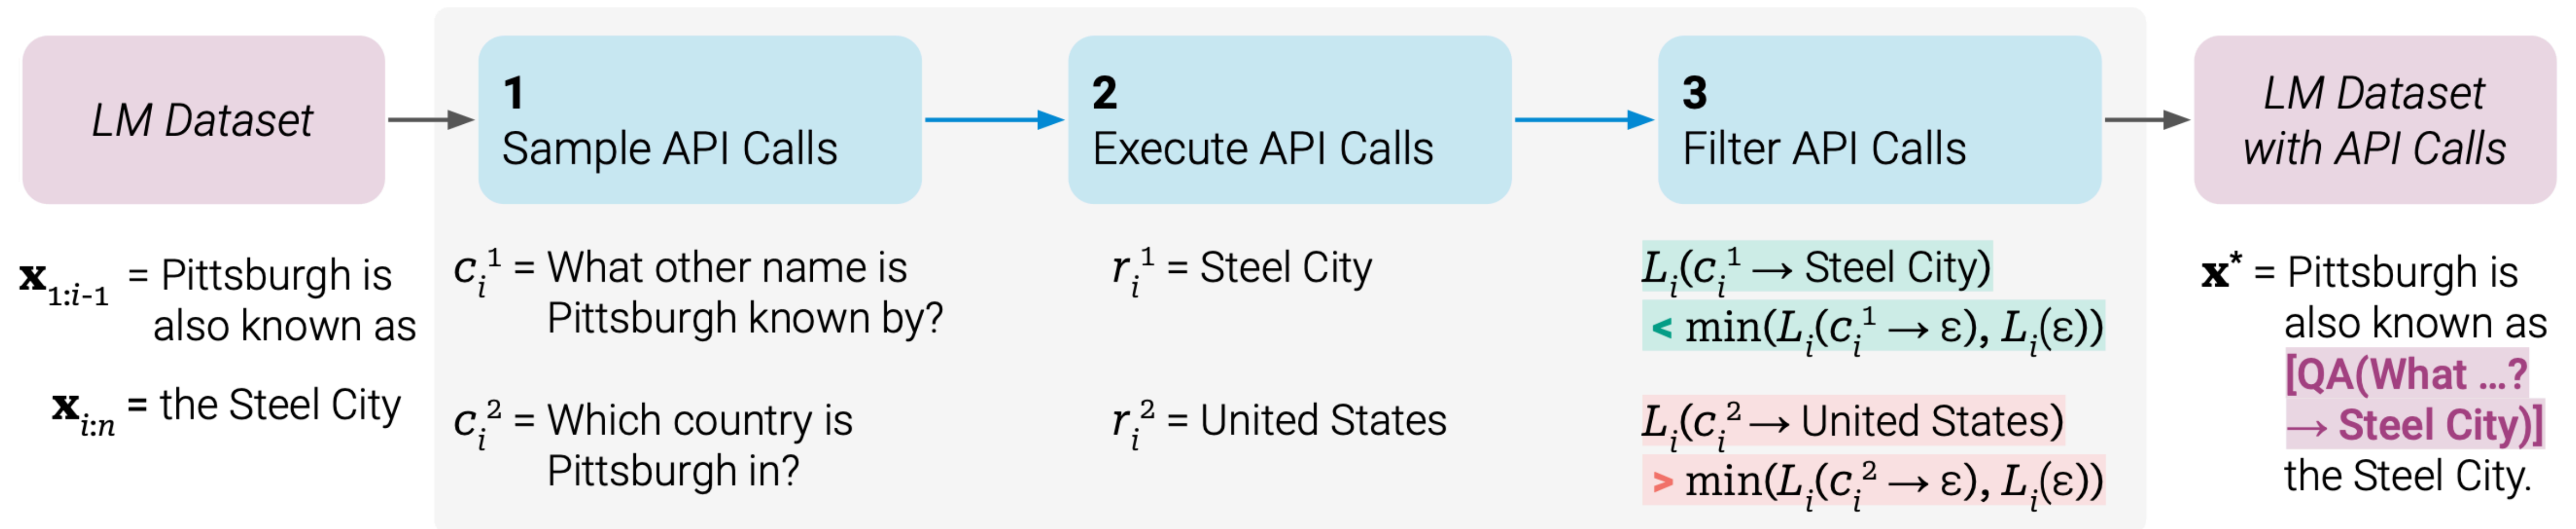 LM Dataset
1
Sample API Calls
2
Execute API Calls
3
Filter API Calls
LM Dataset
with API Calls
x₁:ᵢ₋₁ = Pittsburgh is
also known as
xᵢ:ₙ = the Steel City
cᵢ¹ = What other name is
Pittsburgh known by?
cᵢ² = Which country is
Pittsburgh in?
rᵢ¹ = Steel City
rᵢ² = United States
Lᵢ(cᵢ¹ → Steel City)
< min(Lᵢ(cᵢ¹ → ε), Lᵢ(ε))
Lᵢ(cᵢ² → United States)
> min(Lᵢ(cᵢ² → ε), Lᵢ(ε))
x* = Pittsburgh is
also known as
[QA(What ...?
→ Steel City)]
the Steel City.